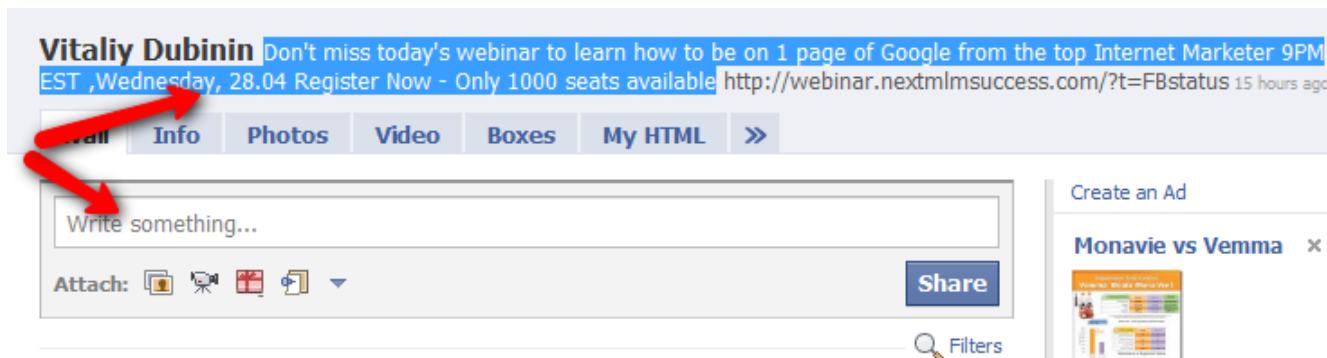 Vitaliy Dubinin Don't miss today's webinar to learn how to be on 1 page of Google from the top Internet Marketer 9PM
EST ,Wednesday, 28.04 Register Now - Only 1000 seats available http://webinar.nextmlmsuccess.com/?t=FBstatus 15 hours ago
Wall Info Photos Video Boxes My HTML »
Write something...
Attach: Share
Filters
Create an Ad
Monavie vs Vemma ×